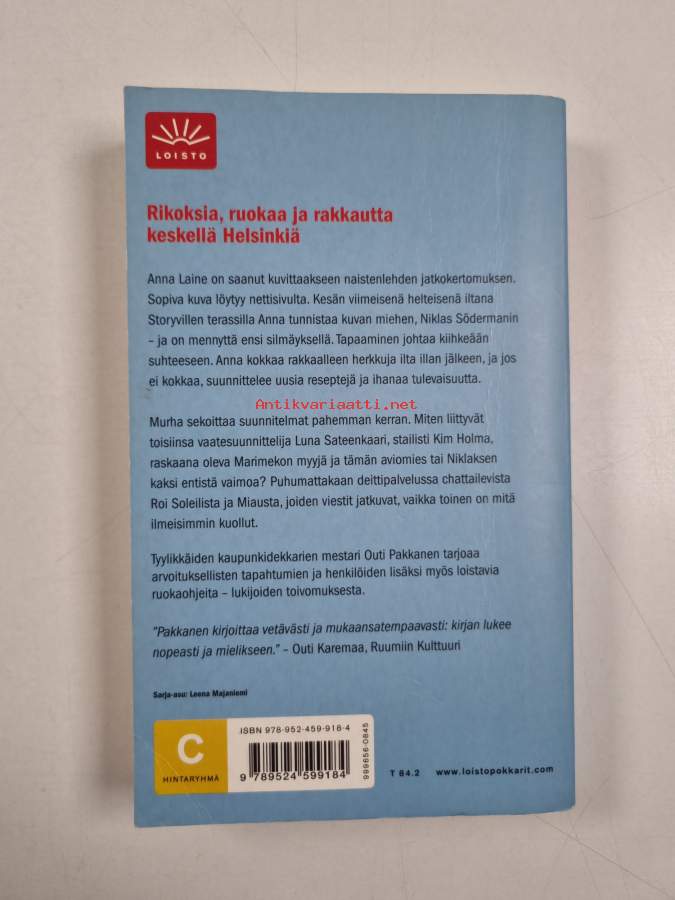 LOISTO
Rikoksia, ruokaa ja rakkautta
keskellä Helsinkiä
Anna Laine on saanut kuvittaakseen naistenlehden jatkokertomuksen.
Sopiva kuva löytyy nettisivulta. Kesän viimeisenä helteisenä iltana
Storyvillen terassilla Anna tunnistaa kuvan miehen, Niklas Södermanin
– ja on mennyttä ensi silmäyksellä. Tapaaminen johtaa kiihkeään
suhteeseen. Anna kokkaa rakkaalleen herkkuja ilta illan jälkeen, ja jos
ei kokkaa, suunnittelee uusia reseptejä ja ihanaa tulevaisuutta.
Antikvariaatti.net
Murha sekoittaa suunnitelmat pahemman kerran. Miten liittyvät
toisiinsa vaatesuunnittelija Luna Sateenkaari, stailisti Kim Holma,
raskaana oleva Marimekon myyjä ja tämän aviomies tai Niklaksen
kaksi entistä vaimoa? Puhumattakaan deittipalvelussa chattailevista
Roi Soleilista ja Miausta, joiden viestit jatkuvat, vaikka toinen on mitä
ilmeisimmin kuollut.
Tyylikkäiden kaupunkidekkarien mestari Outi Pakkanen tarjoaa
arvoituksellisten tapahtumien ja henkilöiden lisäksi myös loistavia
ruokaohjeita – lukijoiden toivomuksesta.
"Pakkanen kirjoittaa vetävästi ja mukaansatempaavasti: kirjan lukee
nopeasti ja mielikseen." – Outi Karemaa, Ruumiin Kulttuuri
Sarja-asu: Leena Majaniemi
C
HINTARYHMÄ
ISBN 978-952-459-918-4
9 789524 599184
999656-0845
T 84.2
www.loistopokkarit.com